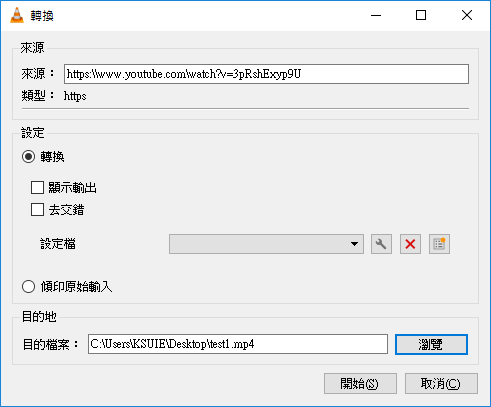 轉換
來源
來源： https:\\www.youtube.com\watch?v=3pRshExyp9U
類型： https
設定
轉換
顯示輸出
去交錯
設定檔
傾印原始輸入
目的地
目的檔案： C:\Users\KSUIE\Desktop\test1.mp4 瀏覽
開始(S) 取消(C)